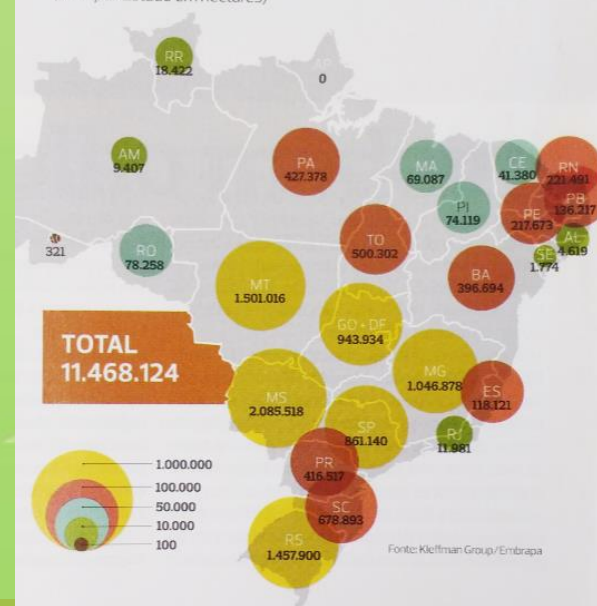 RR
18.422
AP
0
AM
9.407
PA
427.378
MA
69.087
CE
41.380
RN
221.491
PI
74.119
PB
136.217
PE
217.673
AL
4.619
SE
1.774
321
RO
78.258
TO
500.302
BA
396.694
MT
1.501.016
GO + DF
943.934
TOTAL
11.468.124
MG
1.046.878
ES
118.121
MS
2.085.518
SP
861.140
RJ
11.981
PR
416.517
SC
678.893
RS
1.457.900
1.000.000
100.000
50.000
10.000
100
Fonte: Kleffman Group/Embrapa